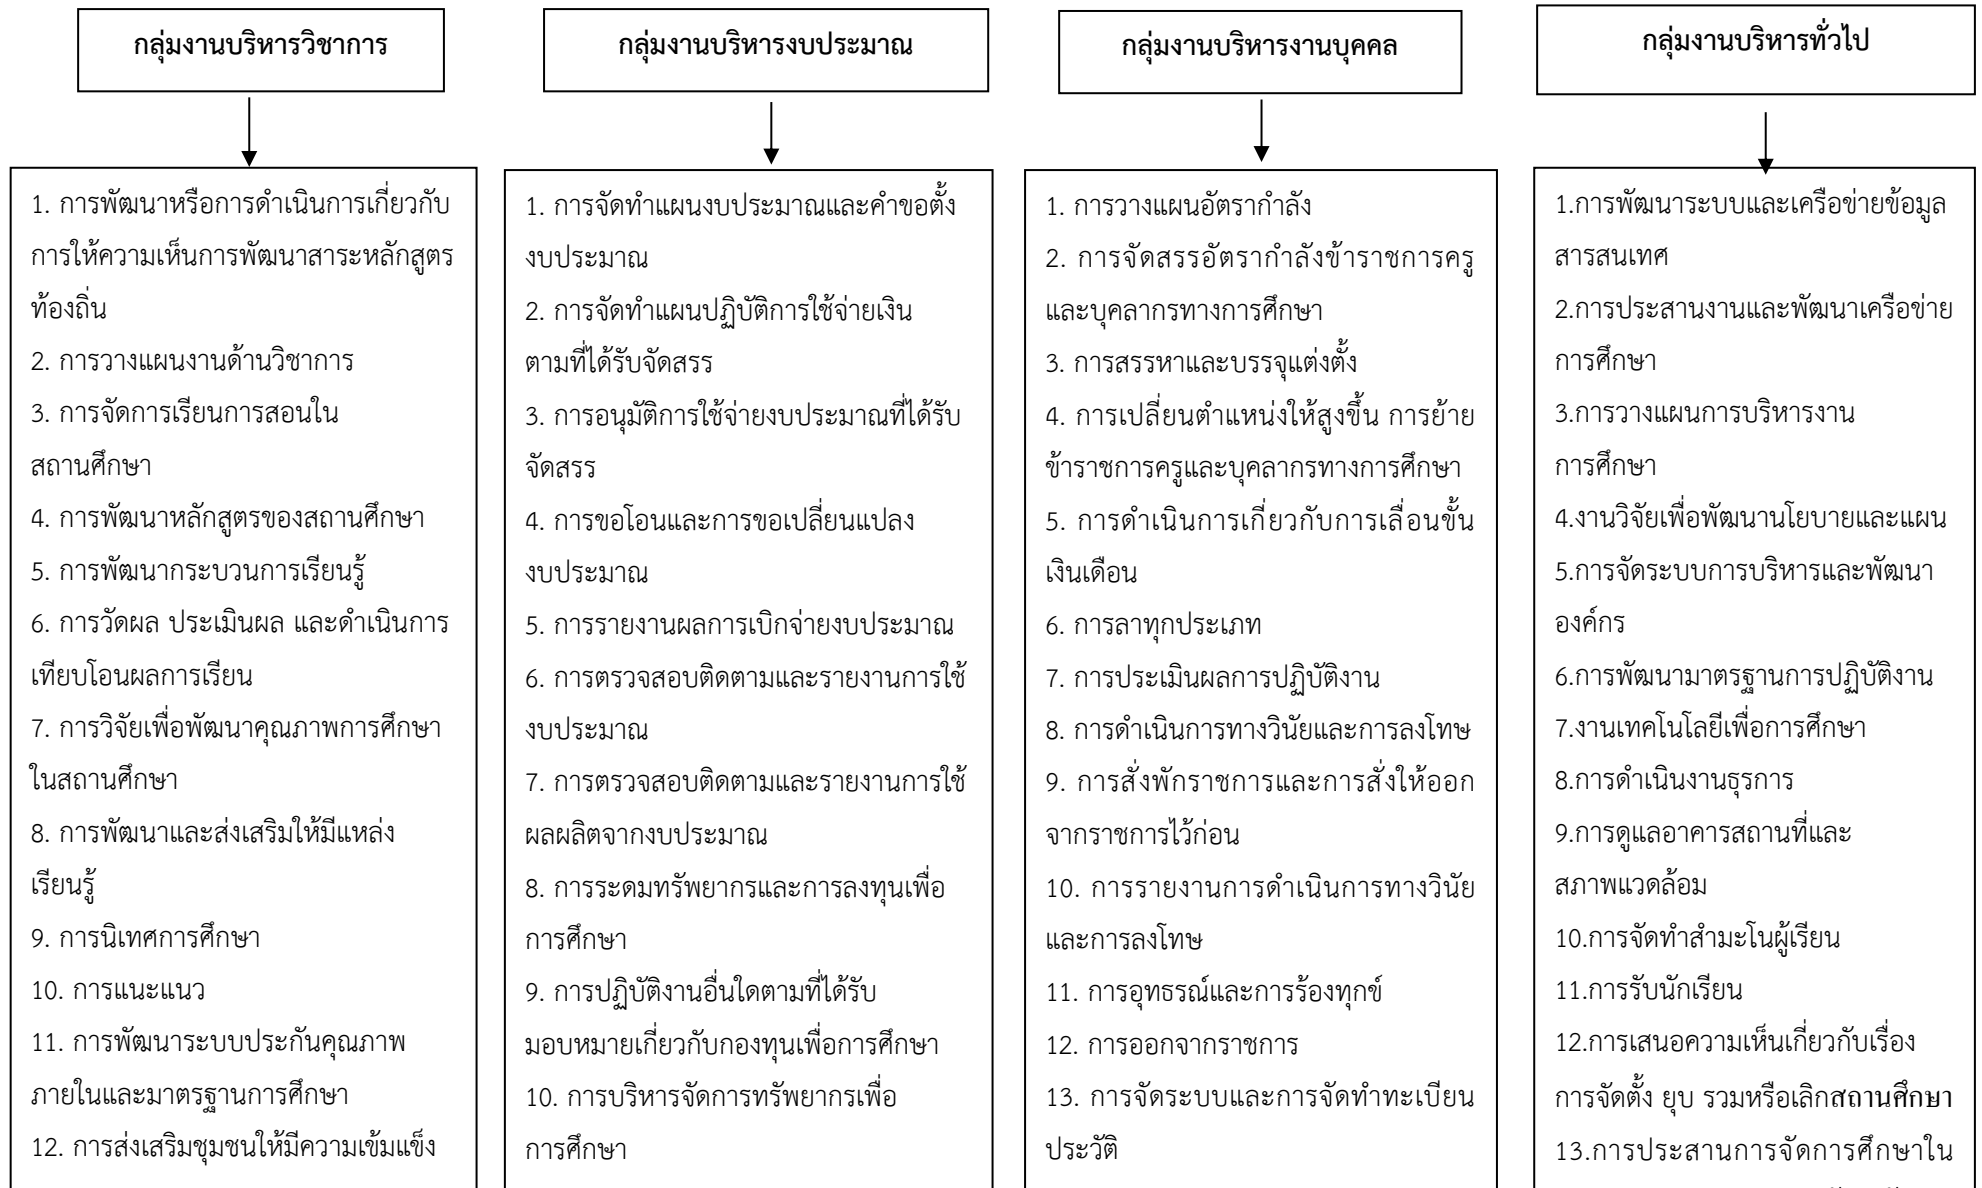 กลุ่มงานบริหารวิชาการ
1. การพัฒนาหรือการดำเนินการเกี่ยวกับ
การให้ความเห็นการพัฒนาสาระหลักสูตร
ท้องถิ่น
2. การวางแผนงานด้านวิชาการ
3. การจัดการเรียนการสอนใน
สถานศึกษา
4. การพัฒนาหลักสูตรของสถานศึกษา
5. การพัฒนากระบวนการเรียนรู้
6. การวัดผล ประเมินผล และดำเนินการ
เทียบโอนผลการเรียน
7. การวิจัยเพื่อพัฒนาคุณภาพการศึกษา
ในสถานศึกษา
8. การพัฒนาและส่งเสริมให้มีแหล่ง
เรียนรู้
9. การนิเทศการศึกษา
10. การแนะแนว
11. การพัฒนาระบบประกันคุณภาพ
ภายในและมาตรฐานการศึกษา
12. การส่งเสริมชุมชนให้มีความเข้มแข็ง
กลุ่มงานบริหารงบประมาณ
1. การจัดทำแผนงบประมาณและคำขอตั้ง
งบประมาณ
2. การจัดทำแผนปฏิบัติการใช้จ่ายเงิน
ตามที่ได้รับจัดสรร
3. การอนุมัติการใช้จ่ายงบประมาณที่ได้รับ
จัดสรร
4. การขอโอนและการขอเปลี่ยนแปลง
งบประมาณ
5. การรายงานผลการเบิกจ่ายงบประมาณ
6. การตรวจสอบติดตามและรายงานการใช้
งบประมาณ
7. การตรวจสอบติดตามและรายงานการใช้
ผลผลิตจากงบประมาณ
8. การระดมทรัพยากรและการลงทุนเพื่อ
การศึกษา
9. การปฏิบัติงานอื่นใดตามที่ได้รับ
มอบหมายเกี่ยวกับกองทุนเพื่อการศึกษา
10. การบริหารจัดการทรัพยากรเพื่อ
การศึกษา
กลุ่มงานบริหารงานบุคคล
1. การวางแผนอัตรากำลัง
2. การจัดสรรอัตรากำลังข้าราชการครู
และบุคลากรทางการศึกษา
3. การสรรหาและบรรจุแต่งตั้ง
4. การเปลี่ยนตำแหน่งให้สูงขึ้น การย้าย
ข้าราชการครูและบุคลากรทางการศึกษา
5. การดำเนินการเกี่ยวกับการเลื่อนขั้น
เงินเดือน
6. การลาทุกประเภท
7. การประเมินผลการปฏิบัติงาน
8. การดำเนินการทางวินัยและการลงโทษ
9. การสั่งพักราชการและการสั่งให้ออก
จากราชการไว้ก่อน
10. การรายงานการดำเนินการทางวินัย
และการลงโทษ
11. การอุทธรณ์และการร้องทุกข์
12. การออกจากราชการ
13. การจัดระบบและการจัดทำทะเบียน
ประวัติ
กลุ่มงานบริหารทั่วไป
1.การพัฒนาระบบและเครือข่ายข้อมูล
สารสนเทศ
2.การประสานงานและพัฒนาเครือข่าย
การศึกษา
3.การวางแผนการบริหารงาน
การศึกษา
4.งานวิจัยเพื่อพัฒนานโยบายและแผน
5.การจัดระบบการบริหารและพัฒนา
องค์กร
6.การพัฒนามาตรฐานการปฏิบัติงาน
7.งานเทคโนโลยีเพื่อการศึกษา
8.การดำเนินงานธุรการ
9.การดูแลอาคารสถานที่และ
สภาพแวดล้อม
10.การจัดทำสำมะโนผู้เรียน
11.การรับนักเรียน
12.การเสนอความเห็นเกี่ยวกับเรื่อง
การจัดตั้ง ยุบ รวมหรือเลิกสถานศึกษา
13.การประสานการจัดการศึกษาใน